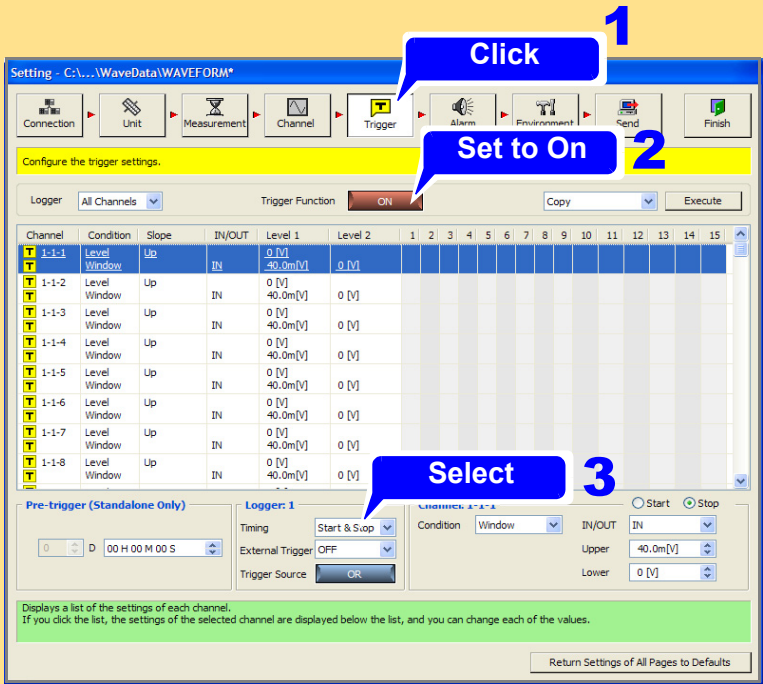 1
Click
Setting - C:\...\WaveData\WAVEFORM*
Connection Unit Measurement Channel Trigger Alarm Environment Send Finish
Set to On 2
Configure the trigger settings.
Logger All Channels Trigger Function ON Copy Execute
Channel Condition Slope IN/OUT Level 1 Level 2 1 2 3 4 5 6 7 8 9 10 11 12 13 14 15
T 1-1-1 Level Up 0 [V]
T Window IN 40.0m[V] 0 [V]
T 1-1-2 Level Up 0 [V]
T Window IN 40.0m[V] 0 [V]
T 1-1-3 Level Up 0 [V]
T Window IN 40.0m[V] 0 [V]
T 1-1-4 Level Up 0 [V]
T Window IN 40.0m[V] 0 [V]
T 1-1-5 Level Up 0 [V]
T Window IN 40.0m[V] 0 [V]
T 1-1-6 Level Up 0 [V]
T Window IN 40.0m[V] 0 [V]
T 1-1-7 Level Up 0 [V]
T Window IN 40.0m[V] 0 [V]
T 1-1-8 Level Up 0 [V]
T Window IN 40.0m[V] 0 [V]
Select 3
Pre-trigger (Standalone Only) Logger: 1 Channel: 1-1-1 Start Stop
Timing Start & Stop Condition Window IN/OUT IN
0 D 00 H 00 M 00 S External Trigger OFF Upper 40.0m[V]
Trigger Source OR Lower 0 [V]
Displays a list of the settings of each channel.
If you click the list, the settings of the selected channel are displayed below the list, and you can change each of the values.
Return Settings of All Pages to Defaults